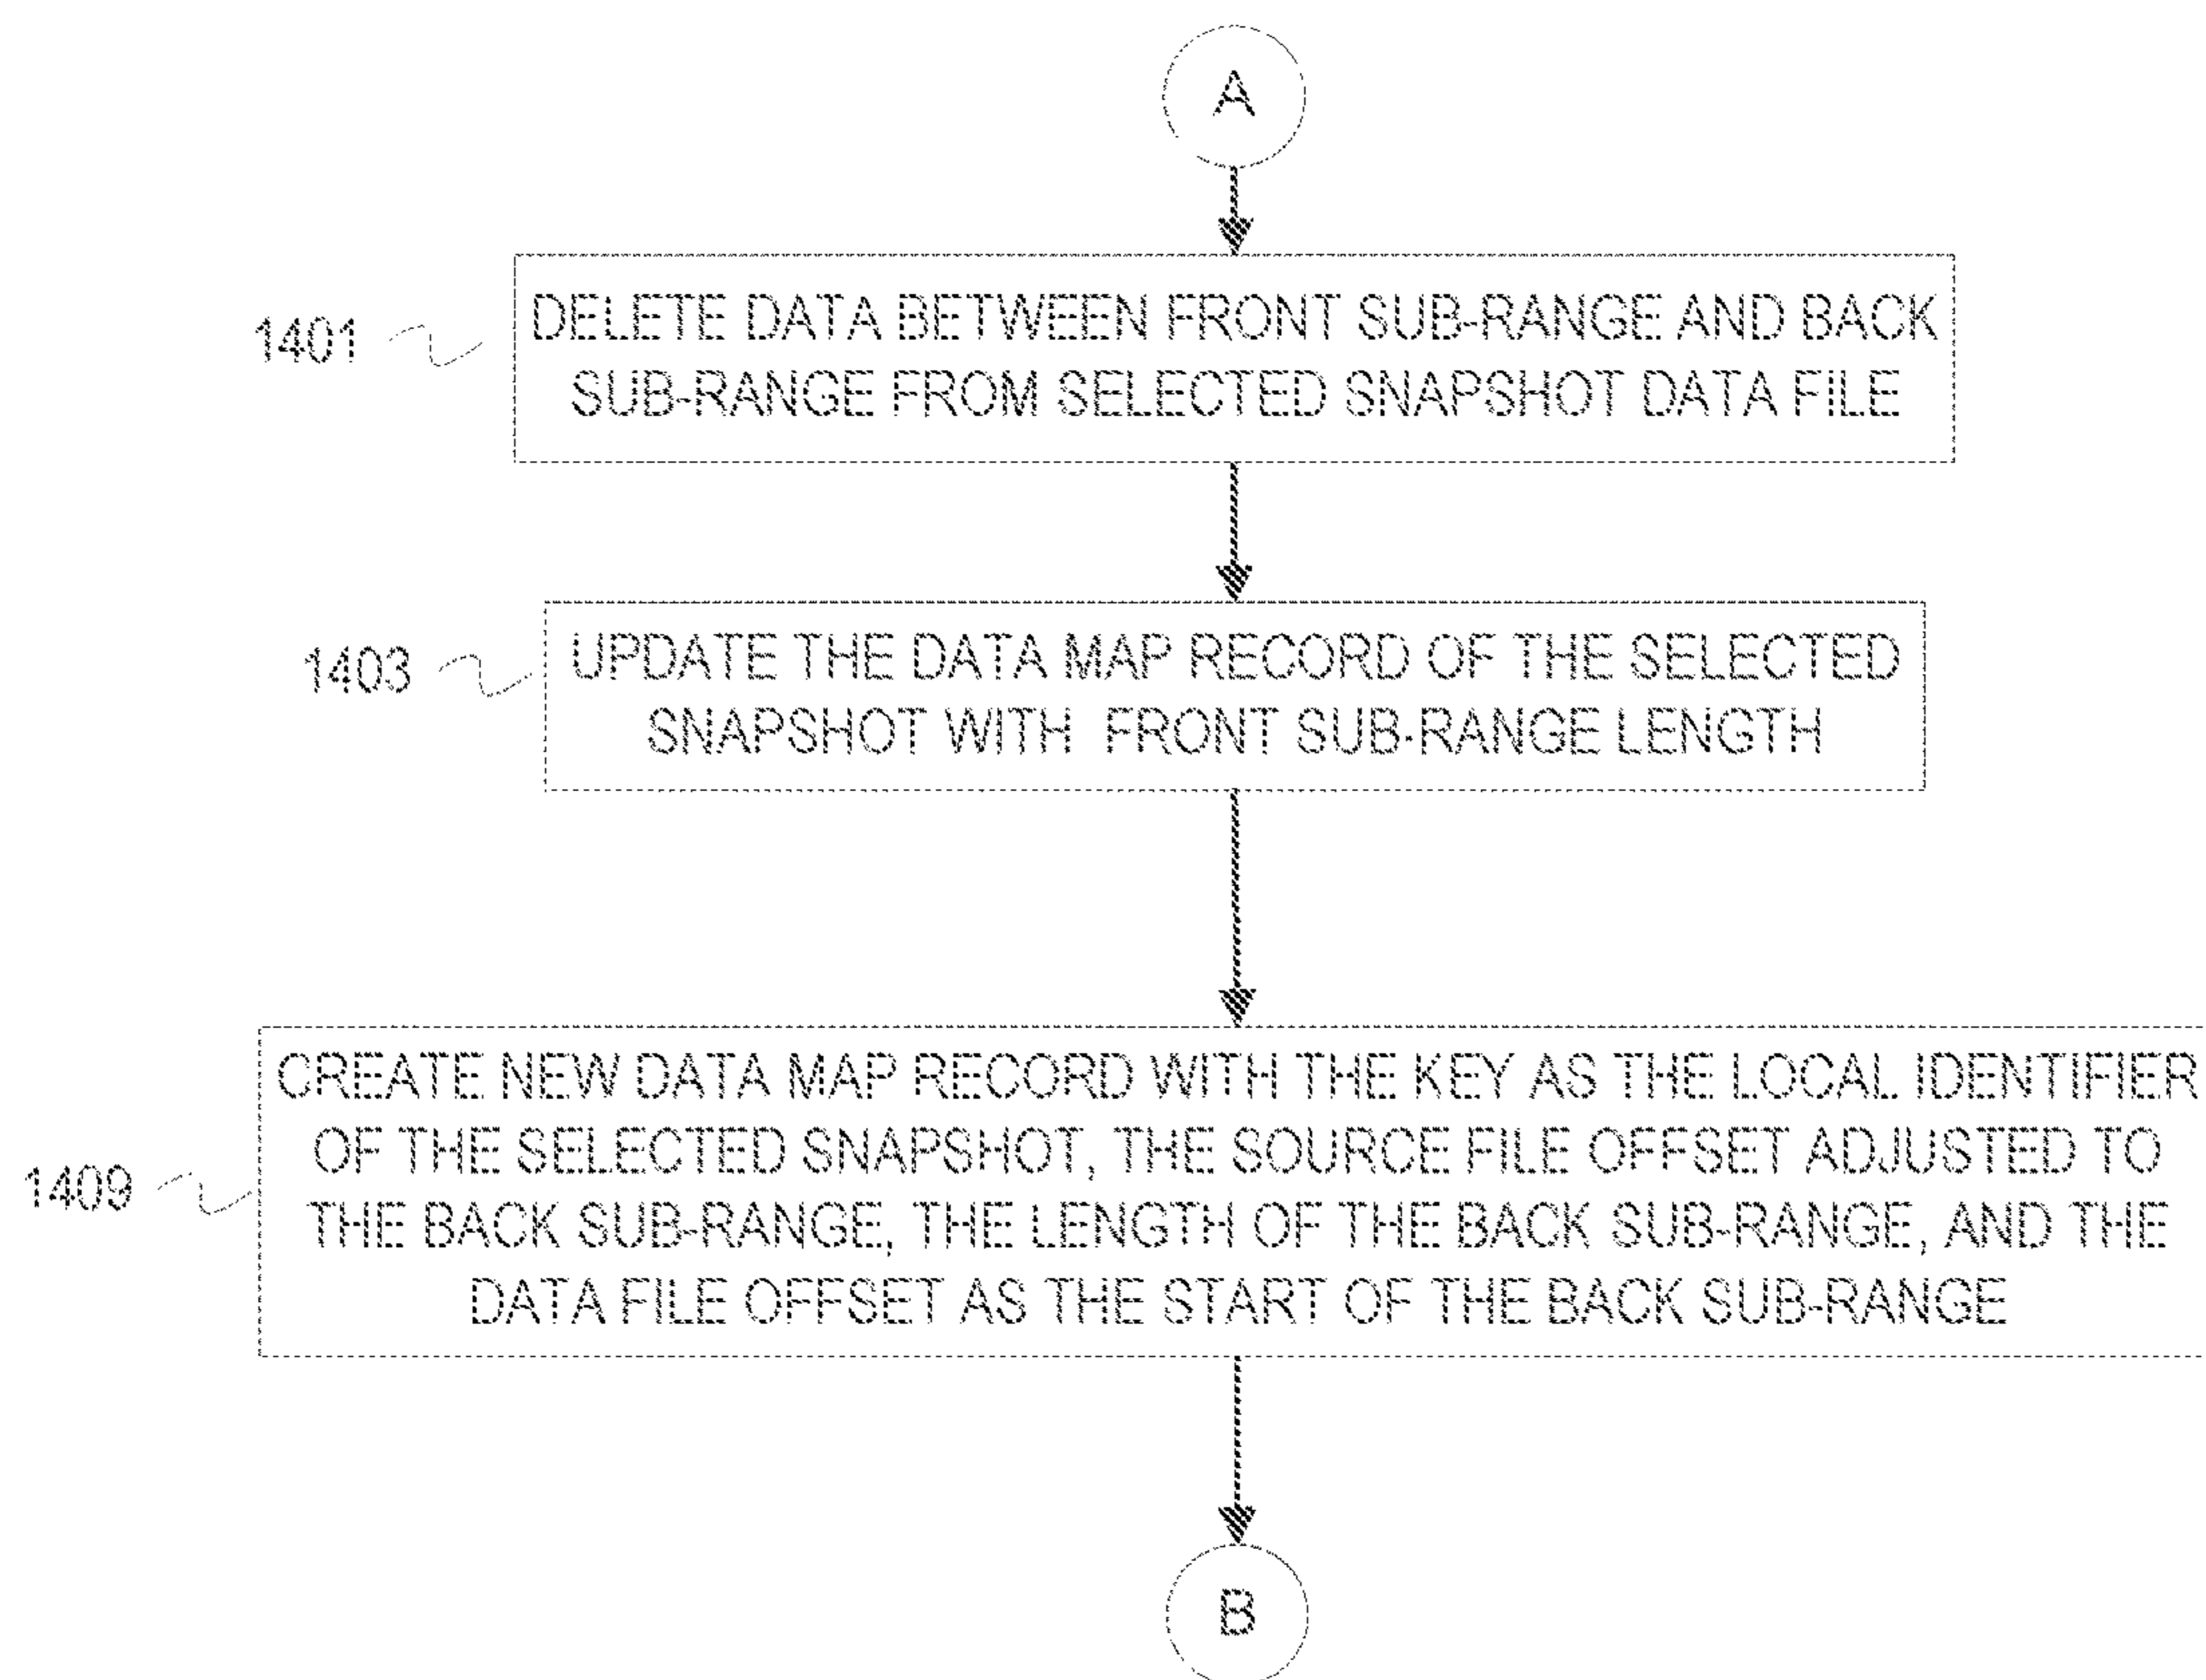 A
1401
DELETE DATA BETWEEN FRONT SUB-RANGE AND BACK
SUB-RANGE FROM SELECTED SNAPSHOT DATA FILE
1403
UPDATE THE DATA MAP RECORD OF THE SELECTED
SNAPSHOT WITH FRONT SUB-RANGE LENGTH
1409
CREATE NEW DATA MAP RECORD WITH THE KEY AS THE LOCAL IDENTIFIER
OF THE SELECTED SNAPSHOT, THE SOURCE FILE OFFSET ADJUSTED TO
THE BACK SUB-RANGE, THE LENGTH OF THE BACK SUB-RANGE, AND THE
DATA FILE OFFSET AS THE START OF THE BACK SUB-RANGE
B